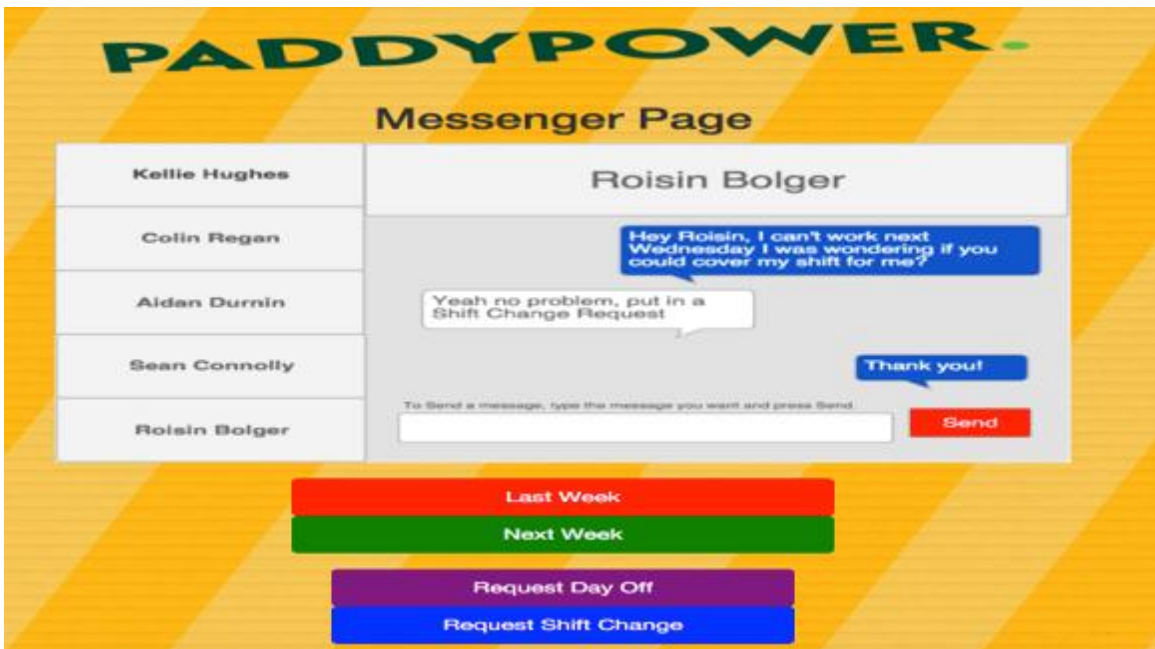 PADDYPOWER.
Messenger Page
Kellie Hughes
Colin Regan
Aidan Durnin
Sean Connolly
Roisin Bolger
Roisin Bolger
Hey Roisin, I can't work next
Wednesday I was wondering if you
could cover my shift for me?
Yeah no problem, put in a
Shift Change Request
Thank you!
To Send a message, type the message you want and press Send
Send
Last Week
Next Week
Request Day Off
Request Shift Change